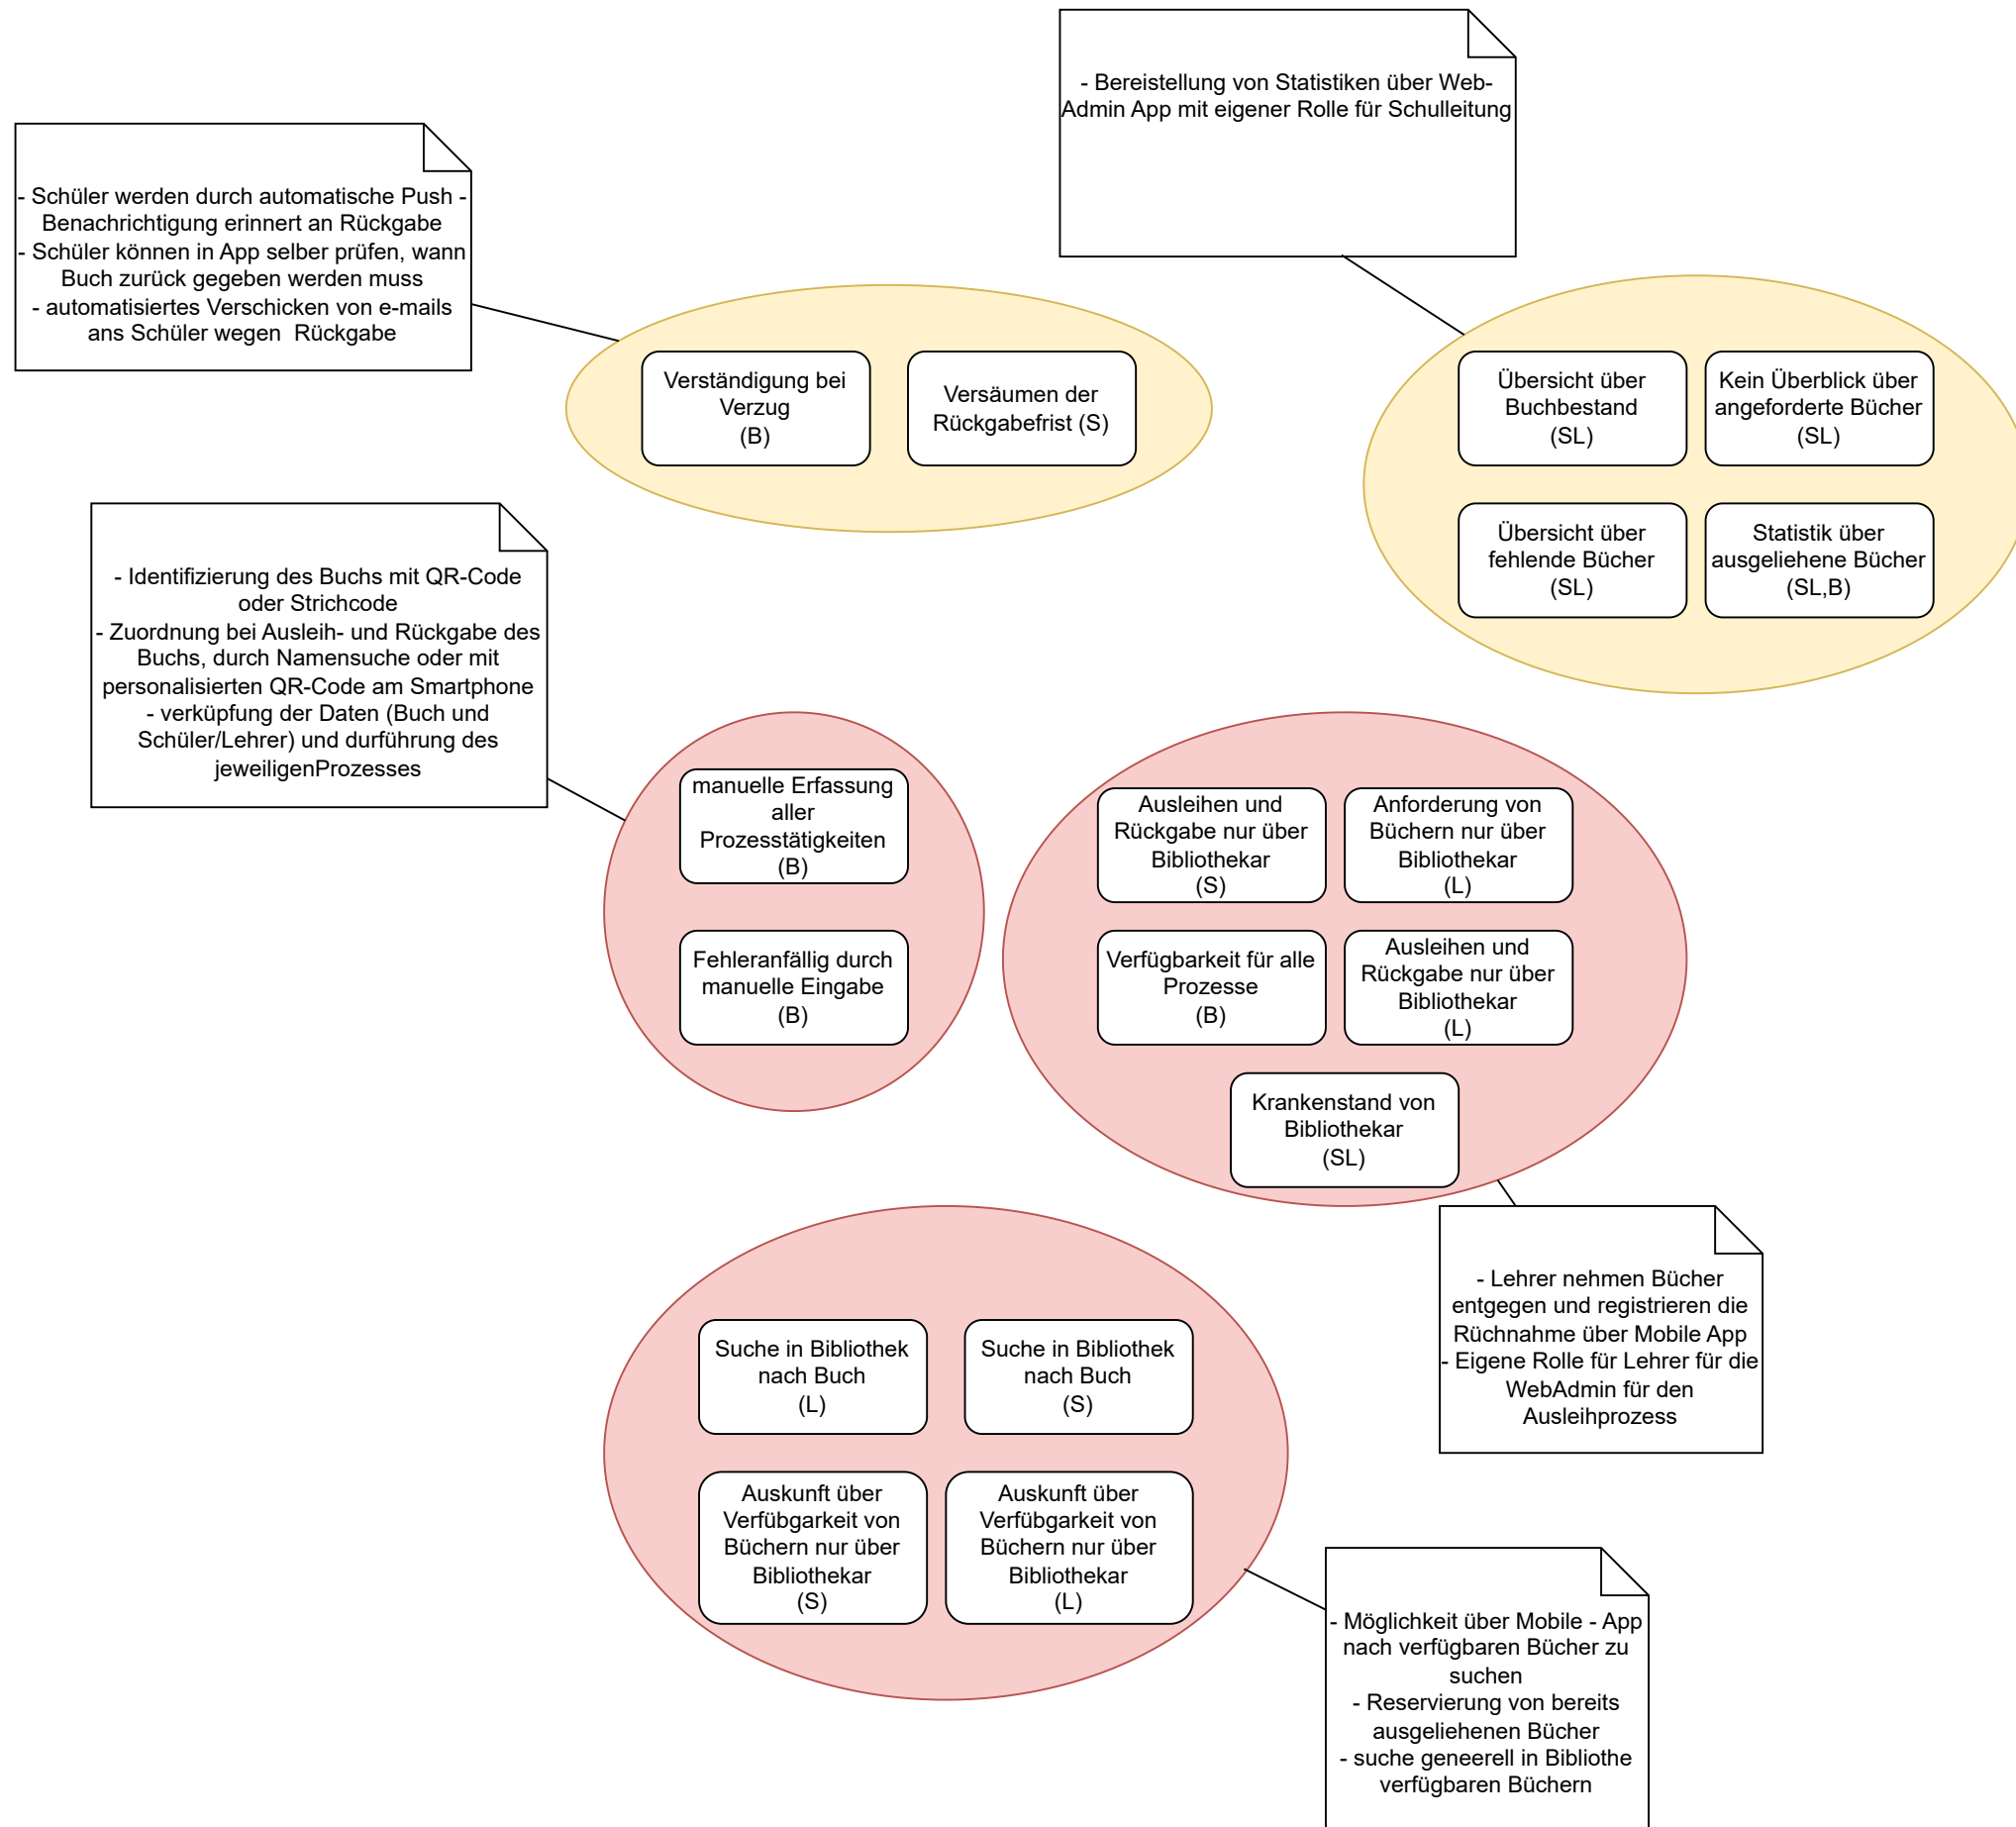 - Bereistellung von Statistiken über Web-
Admin App mit eigener Rolle für Schulleitung
- Schüler werden durch automatische Push -
Benachrichtigung erinnert an Rückgabe
- Schüler können in App selber prüfen, wann
Buch zurück gegeben werden muss
- automatisiertes Verschicken von e-mails
ans Schüler wegen  Rückgabe
Verständigung bei
Verzug
(B)
Versäumen der
Rückgabefrist (S)
Übersicht über
Buchbestand
(SL)
Kein Überblick über
angeforderte Bücher
(SL)
Übersicht über
fehlende Bücher
(SL)
Statistik über
ausgeliehene Bücher
(SL,B)
- Identifizierung des Buchs mit QR-Code
oder Strichcode
- Zuordnung bei Ausleih- und Rückgabe des
Buchs, durch Namensuche oder mit
personalisierten QR-Code am Smartphone
- verküpfung der Daten (Buch und
Schüler/Lehrer) und durführung des
jeweiligenProzesses
manuelle Erfassung
aller
Prozesstätigkeiten
(B)
Fehleranfällig durch
manuelle Eingabe
(B)
Ausleihen und
Rückgabe nur über
Bibliothekar
(S)
Anforderung von
Büchern nur über
Bibliothekar
(L)
Verfügbarkeit für alle
Prozesse
(B)
Ausleihen und
Rückgabe nur über
Bibliothekar
(L)
Krankenstand von
Bibliothekar
(SL)
- Lehrer nehmen Bücher
entgegen und registrieren die
Rüchnahme über Mobile App
- Eigene Rolle für Lehrer für die
WebAdmin für den
Ausleihprozess
Suche in Bibliothek
nach Buch
(L)
Suche in Bibliothek
nach Buch
(S)
Auskunft über
Verfübgarkeit von
Büchern nur über
Bibliothekar
(S)
Auskunft über
Verfübgarkeit von
Büchern nur über
Bibliothekar
(L)
- Möglichkeit über Mobile - App
nach verfügbaren Bücher zu
suchen
- Reservierung von bereits
ausgeliehenen Bücher
- suche geneerell in Bibliothe
verfügbaren Büchern